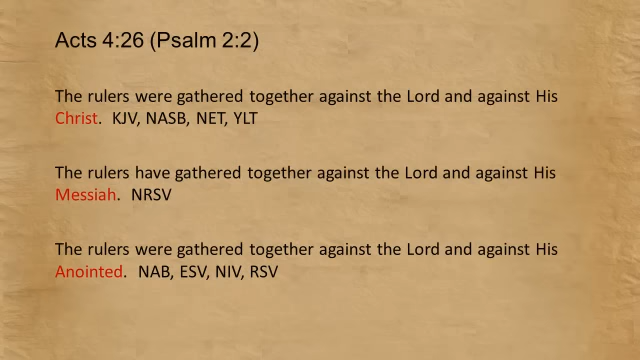 Acts 4:26 (Psalm 2:2)
The rulers were gathered together against the Lord and against His
Christ. KJV, NASB, NET, YLT
The rulers have gathered together against the Lord and against His
Messiah. NRSV
The rulers were gathered together against the Lord and against His
Anointed. NAB, ESV, NIV, RSV